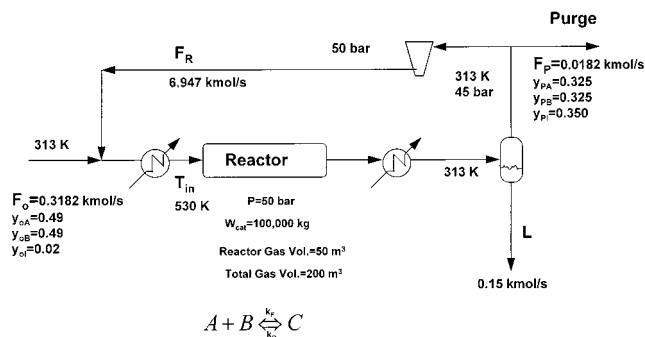 Purge
F_R
50 bar
6.947 kmol/s
313 K
45 bar
F_P=0.0182 kmol/s
y_PA=0.325
y_PB=0.325
y_PI=0.350
313 K
Reactor
313 K
T_in
530 K
F_o=0.3182 kmol/s
y_oA=0.49
y_oB=0.49
y_oI=0.02
P=50 bar
W_cat=100,000 kg
Reactor Gas Vol.=50 m³
Total Gas Vol.=200 m³
L
0.15 kmol/s
k_F
A + B ⇔ C